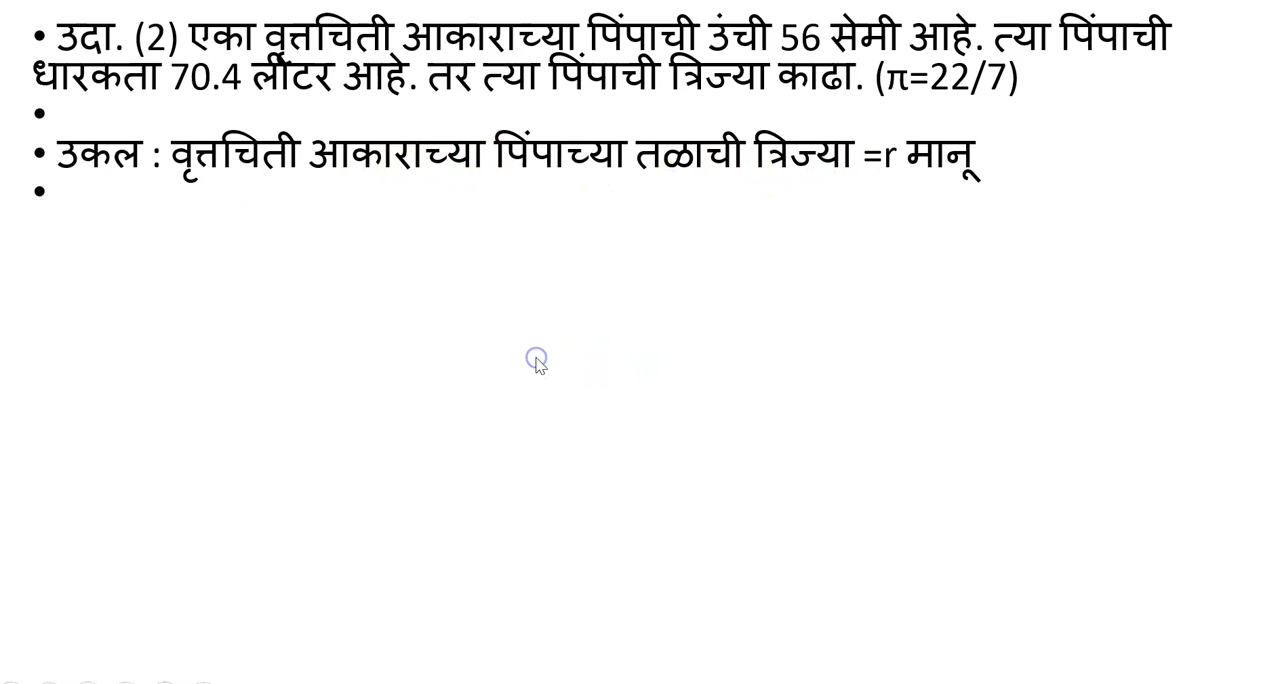 • उदा. (2) एका वृत्तचिती आकाराच्या पिंपाची उंची 56 सेमी आहे. त्या पिंपाची
धारकता 70.4 लीटर आहे. तर त्या पिंपाची त्रिज्या काढा. (π=22/7)
•
• उकल : वृत्तचिती आकाराच्या पिंपाच्या तळाची त्रिज्या =r मानू
•